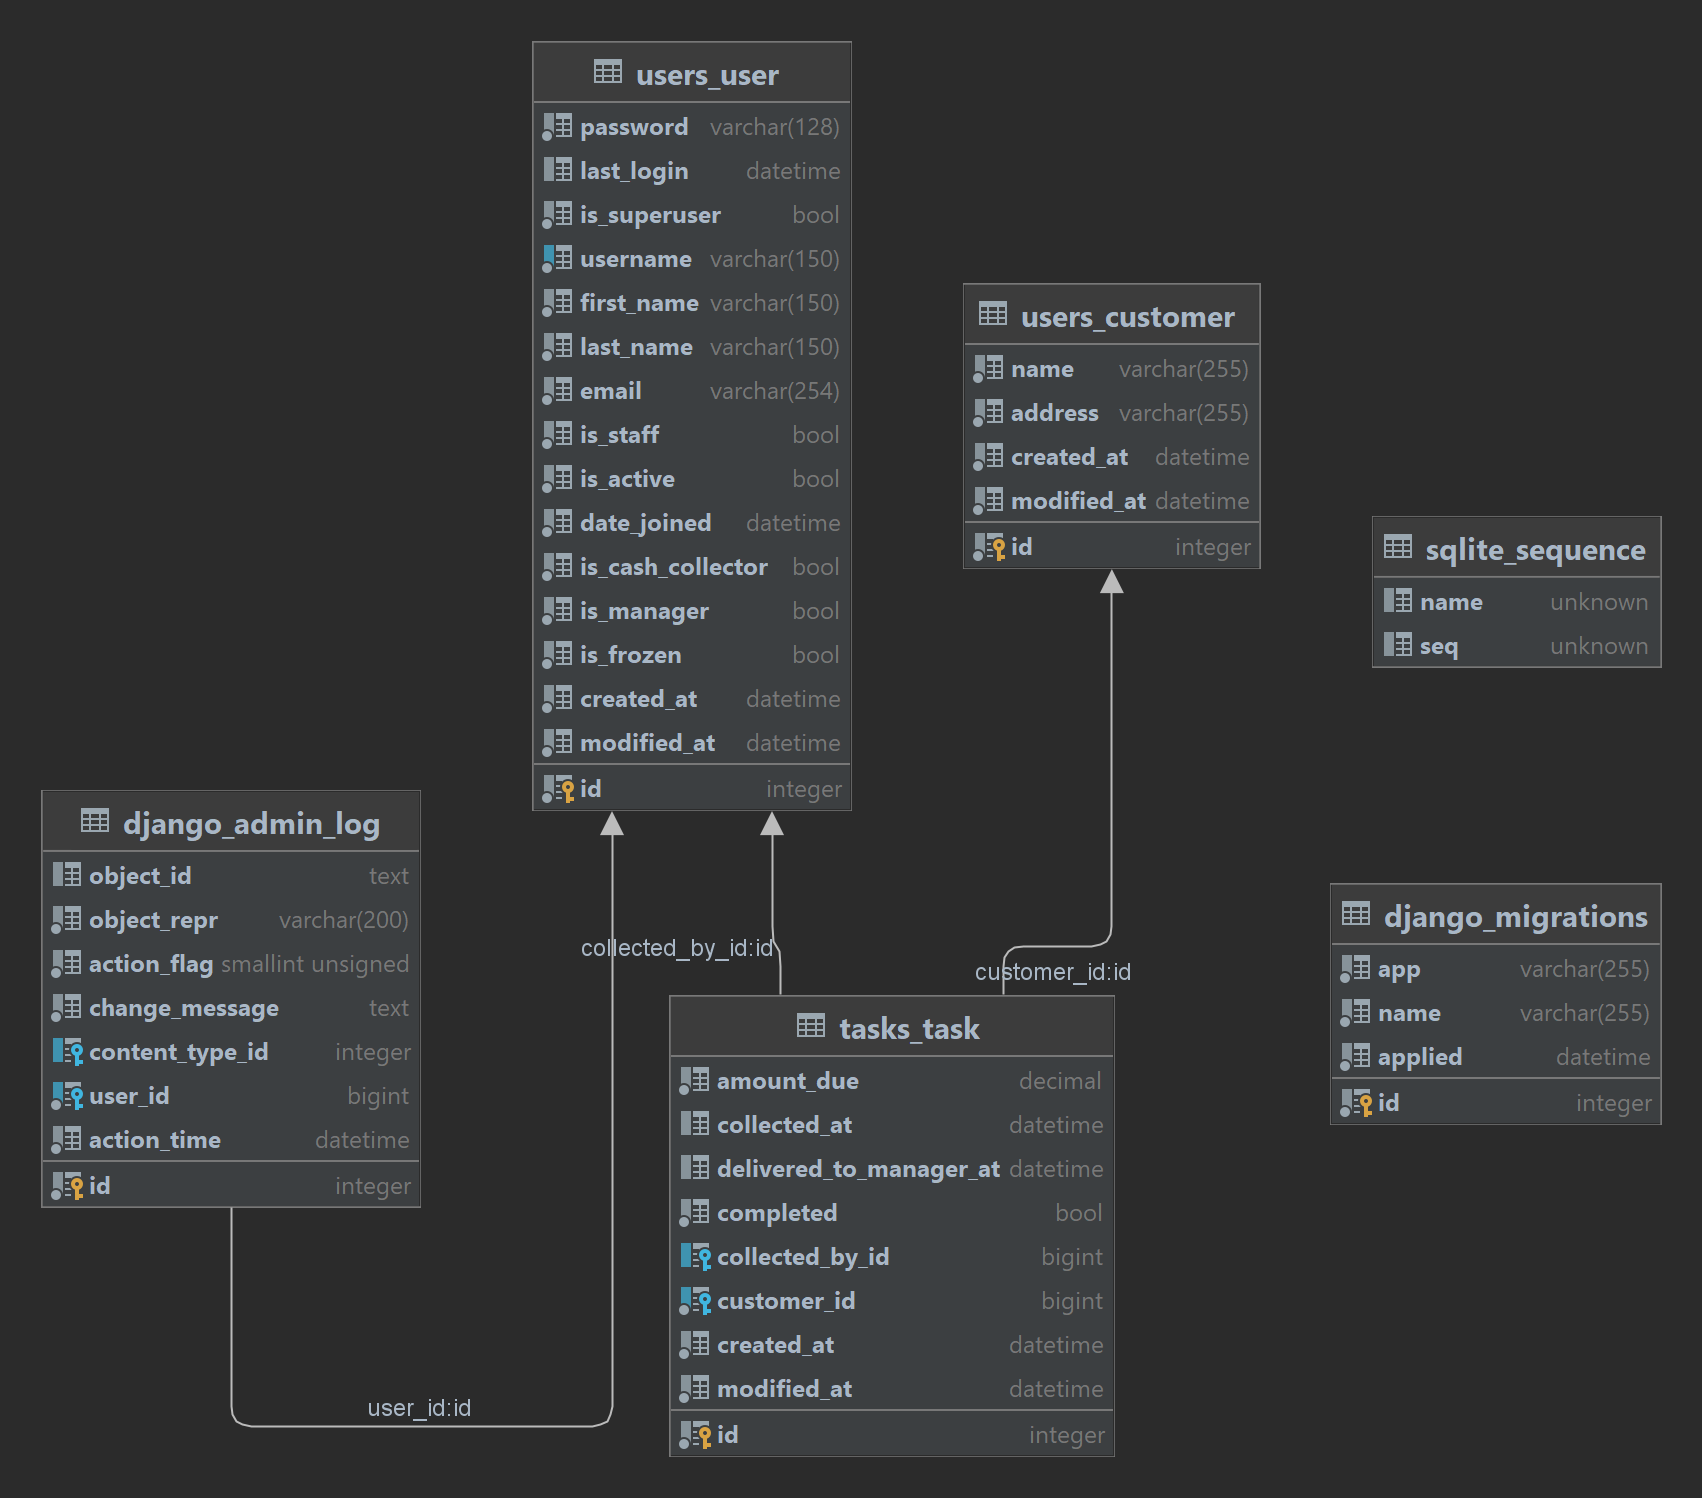 users_user
password varchar(128)
last_login datetime
is_superuser bool
username varchar(150)
first_name varchar(150)
last_name varchar(150)
email varchar(254)
is_staff bool
is_active bool
date_joined datetime
is_cash_collector bool
is_manager bool
is_frozen bool
created_at datetime
modified_at datetime
id integer
users_customer
name varchar(255)
address varchar(255)
created_at datetime
modified_at datetime
id integer
sqlite_sequence
name unknown
seq unknown
django_admin_log
object_id text
object_repr varchar(200)
action_flag smallint unsigned
change_message text
content_type_id integer
user_id bigint
action_time datetime
id integer
collected_by_id:id
customer_id:id
user_id:id
tasks_task
amount_due decimal
collected_at datetime
delivered_to_manager_at datetime
completed bool
collected_by_id bigint
customer_id bigint
created_at datetime
modified_at datetime
id integer
django_migrations
app varchar(255)
name varchar(255)
applied datetime
id integer